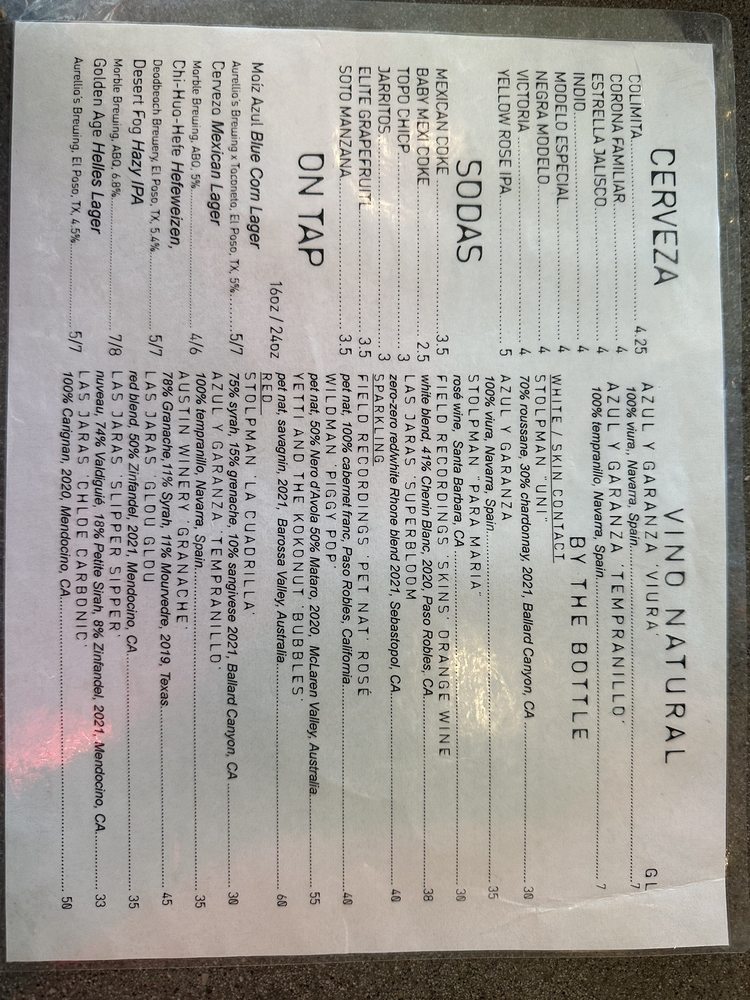 CERVEZA
COLIMITA 4.25
CORONA FAMILIAR 4
ESTRELLA JALISCO 4
INDIO 4
MODELO ESPECIAL 4
NEGRA MODELO 4
VICTORIA 4
YELLOW ROSE IPA 5
SODAS
MEXICAN COKE 3.5
BABY MEXI COKE 2.5
TOPO CHICP 3
JARRITOS 3
ELITE GRAPEFRUIT 3.5
SOTO MANZANA 3.5
ON TAP
16oz / 24oz
Maíz Azul Blue Corn Lager
Aurellio's Brewing x Taconeta, El Paso, TX, 5% 5/7
Cerveza Mexican Lager
Marble Brewing, ABQ, 5% 4/6
Chi-Hua-Hefe Hefeweizen,
Deadbeach Brewery, El Paso, TX, 5.4% 5/7
Desert Fog Hazy IPA
Marble Brewing, ABQ, 6.8% 7/8
Golden Age Helles Lager
Aurellia's Brewing, El Paso, TX, 4.5% 5/7
VINO NATURAL
GL
AZUL Y GARANZA 'VIURA'
100% viura,, Navarra, Spain 7
AZUL Y GARANZA 'TEMPRANILLO'
100% tempranillo, Navarra, Spain 7
BY THE BOTTLE
WHITE / SKIN CONTACT
STOLPMAN "UNI"
70% roussane, 30% chardonnay, 2021, Ballard Canyon, CA 30
AZUL Y GARANZA
100% viura, Navarra, Spain 35
STOLPMAN "PARA MARIA"
rosé wine, Santa Barbara, CA 30
FIELD RECORDINGS 'SKINS' ORANGE WINE
white blend, 41% Chenin Blanc, 2020, Paso Robles, CA 38
LAS JARAS 'SUPERBLOOM'
zero-zero red/white Rhone blend 2021, Sebastopol, CA 40
SPARKLING
FIELD RECORDINGS 'PET NAT' ROSÉ
pet nat, 100% cabernet franc, Paso Robles, California 40
WILDMAN 'PIGGY POP'
pet nat, 50% Nero d'Avola 50% Mataro, 2020, McLaren Valley, Australia 55
YETTI AND THE KOKONUT 'BUBBLES'
pet nat, savagnin, 2021, Barossa Valley, Australia 60
RED
STOLPMAN 'LA CUADRILLA'
75% syrah, 15% grenache, 10% sangivese 2021, Ballard Canyon, CA 30
AZUL Y GARANZA 'TEMPRANILLO'
100% tempranillo, Navarra, Spain 35
AUSTIN WINERY 'GRANACHE'
78% Granache,11% Syrah, 11% Mourvedre, 2019, Texas 45
LAS JARAS 'GLOU GLOU'
red blend, 50% Zinfandel, 2021, Mendocino, CA 35
LAS JARAS 'SLIPPER SIPPER'
nuveau, 74% Valdiguié, 18% Petite Sirah, 8% Zinfandel, 2021, Mendocino, CA 33
LAS JARAS 'CHLOE CARBONIC'
100% Carignan, 2020, Mendocino, CA 50